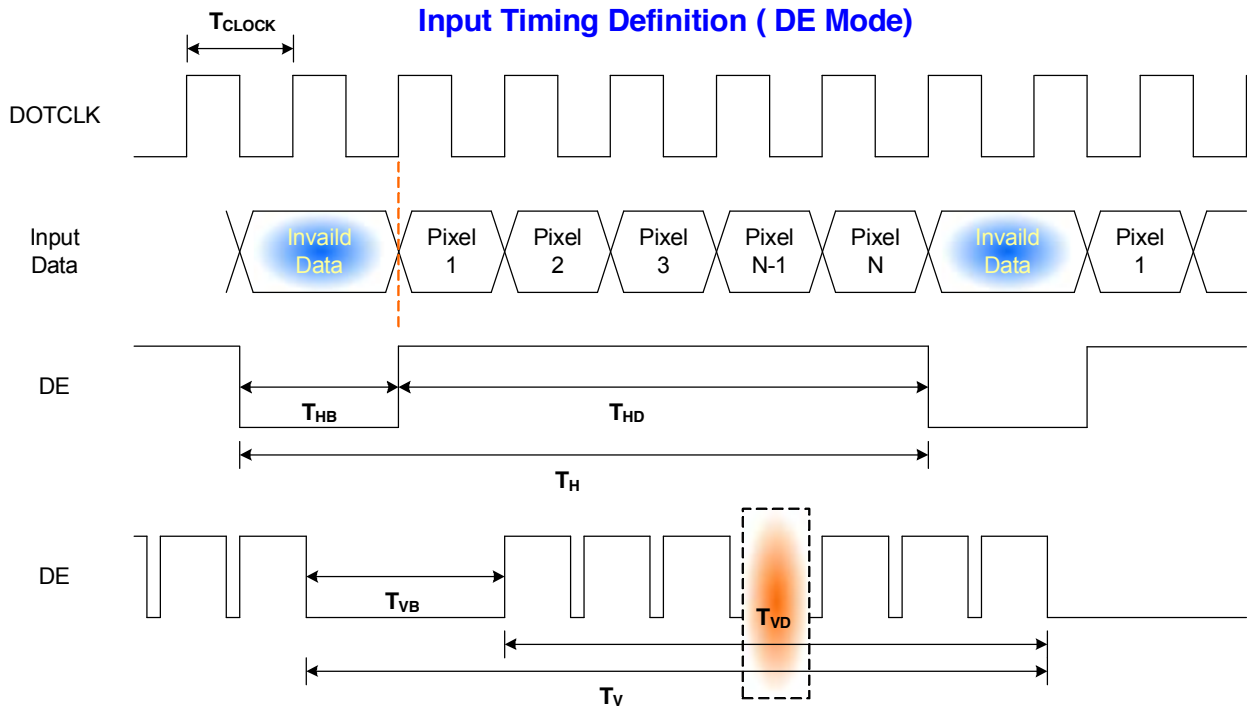 Input Timing Definition ( DE Mode)
TCLOCK
DOTCLK
Input
Data
Invaild
Data
Pixel
1
Pixel
2
Pixel
3
Pixel
N-1
Pixel
N
Invaild
Data
Pixel
1
DE
THB
THD
TH
DE
TVB
TVD
TV